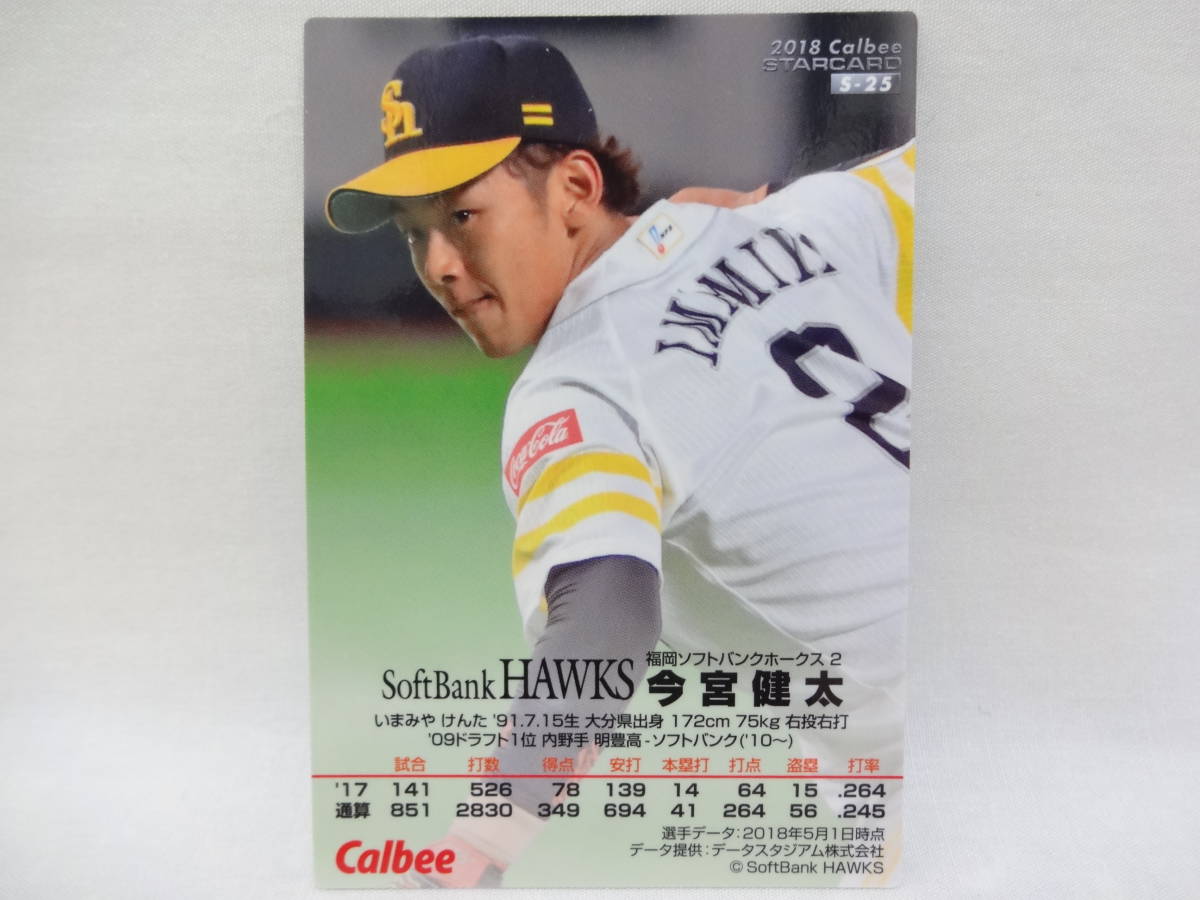 2018 Calbee
STARCARD
S-25
SH
IMAMIYA
2
Coca-Cola
福岡ソフトバンクホークス 2
SoftBank HAWKS 今宮健太
いまみや けんた '91.7.15生 大分県出身 172cm 75kg 右投右打
'09ドラフト1位 内野手 明豊高-ソフトバンク('10〜)
試合 打数 得点 安打 本塁打 打点 盗塁 打率
'17 141 526 78 139 14 64 15 .264
通算 851 2830 349 694 41 264 56 .245
選手データ：2018年5月1日時点
データ提供：データスタジアム株式会社
Calbee
© SoftBank HAWKS